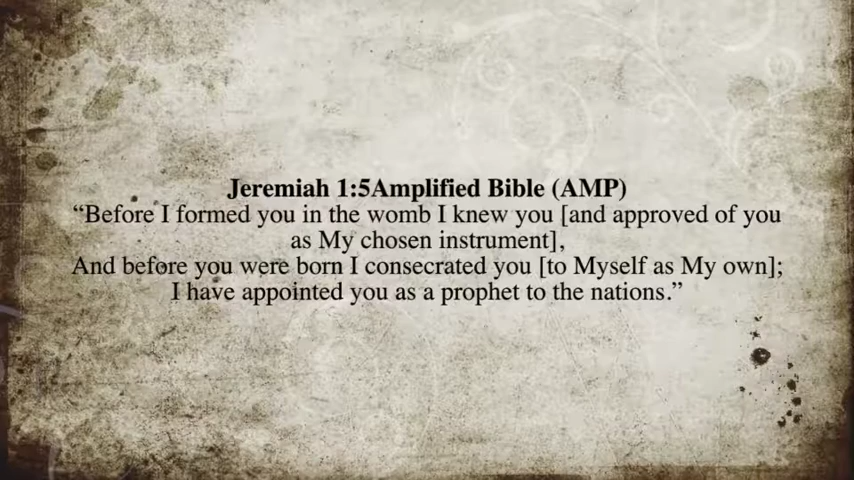 Jeremiah 1:5Amplified Bible (AMP)
“Before I formed you in the womb I knew you [and approved of you
as My chosen instrument],
And before you were born I consecrated you [to Myself as My own];
I have appointed you as a prophet to the nations.”